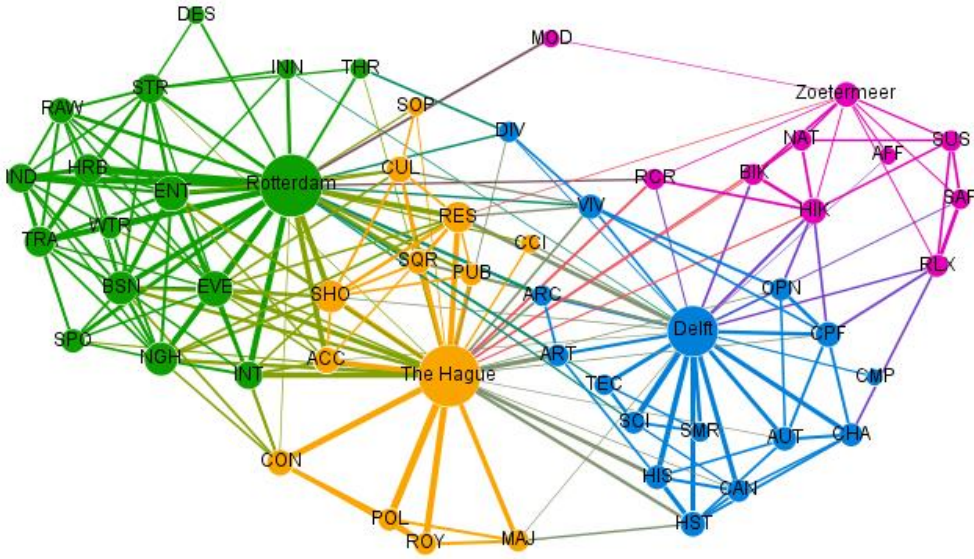 DES
MOD
INN
THR
STR
Zoetermeer
RAW
SOP
DIV
NAT
SUS
AFF
HRB
CUL
BIK
IND
ENT
Rotterdam
RCR
SAF
VIV
HIK
RES
WTR
TRA
CCI
SQR
PUB
RLX
BSN
EVE
SHO
ARC
OPN
Delft
CPF
SPO
NGH
ACC
ART
INT
The Hague
TEC
CMP
SCI
SMR
AUT
CHA
CON
HIS
CAN
POL
HST
ROY
MAJ